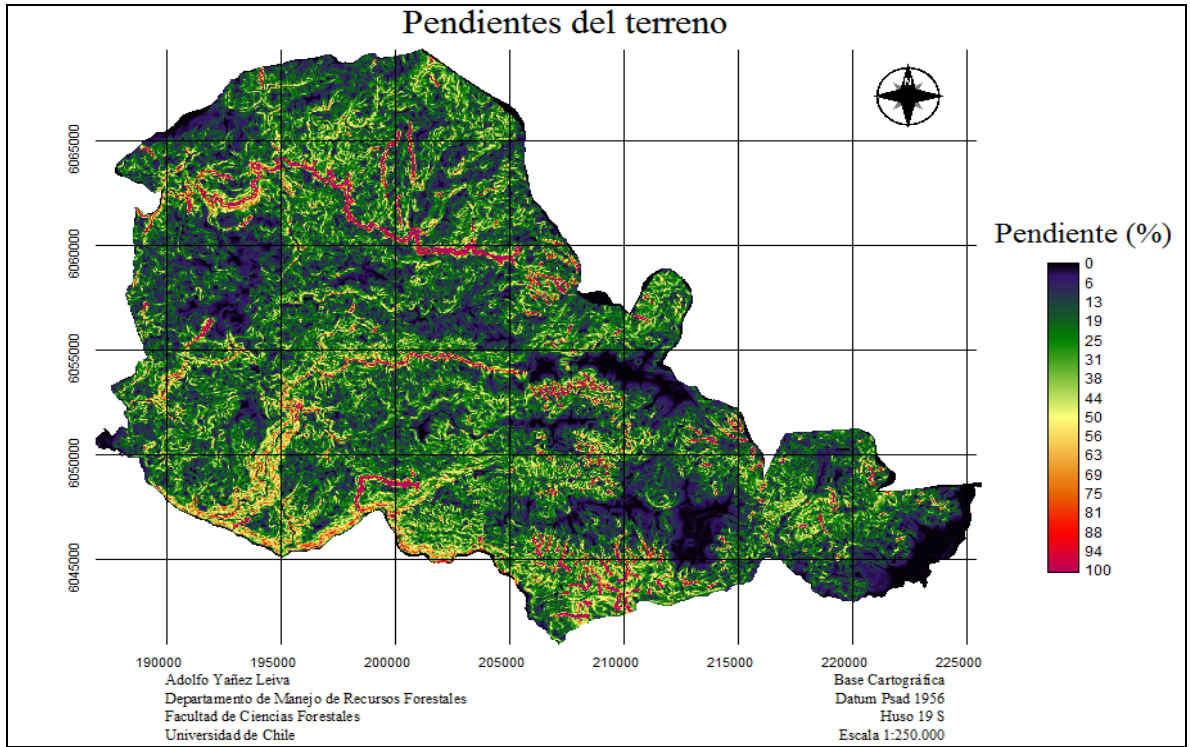 Pendientes del terreno
N
6065000
6060000
6055000
6050000
6045000
Pendiente (%)
0
6
13
19
25
31
38
44
50
56
63
69
75
81
88
94
100
190000 195000 200000 205000 210000 215000 220000 225000
Adolfo Yañez Leiva
Departamento de Manejo de Recursos Forestales
Facultad de Ciencias Forestales
Universidad de Chile
Base Cartográfica
Datum Psad 1956
Huso 19 S
Escala 1:250.000